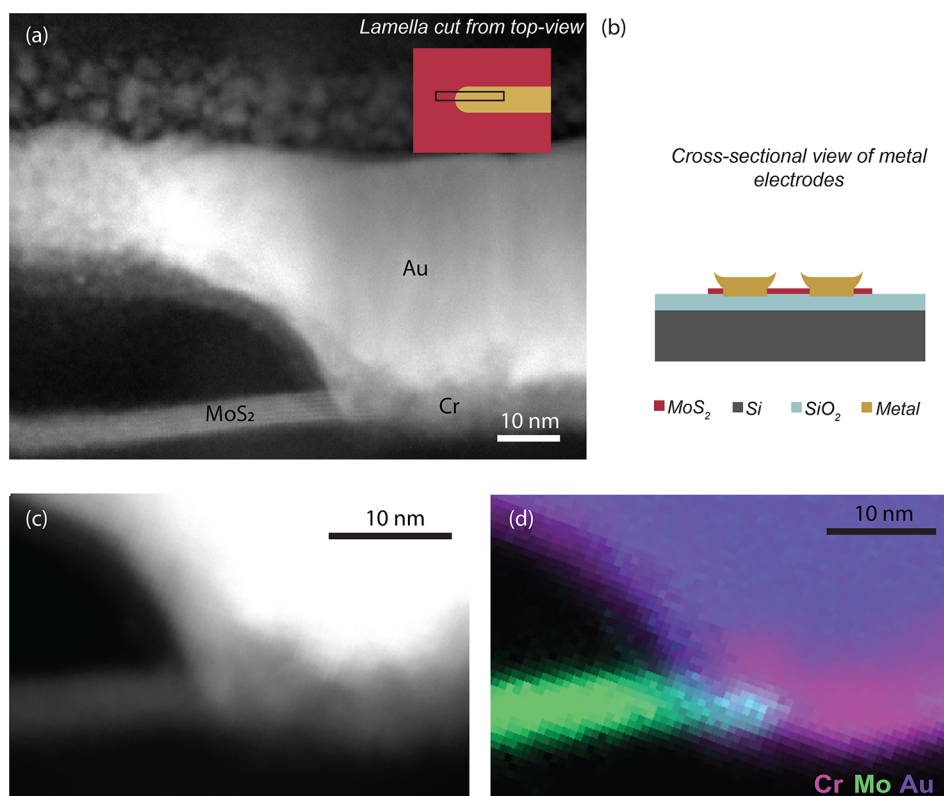 (a)
Lamella cut from top-view
Au
MoS2
Cr
10 nm
(b)
Cross-sectional view of metal
electrodes
MoS2
Si
SiO2
Metal
(c)
10 nm
(d)
10 nm
Cr Mo Au